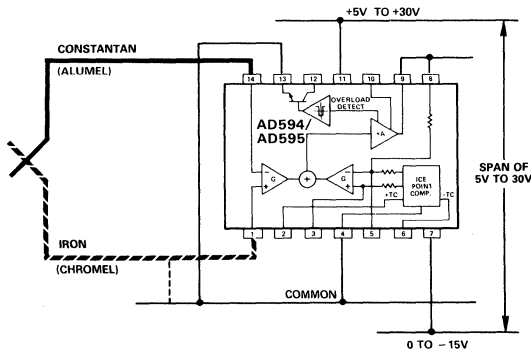 +5V TO +30V
CONSTANTAN
(ALUMEL)
14 13 12 11 10 9 8
OVERLOAD
DETECT
AD594/
AD595
+A
G
+
G
ICE
POINT
COMP.
+TC
-TC
SPAN OF
5V TO 30V
IRON
(CHROMEL)
1 2 3 4 5 6 7
COMMON
0 TO -15V